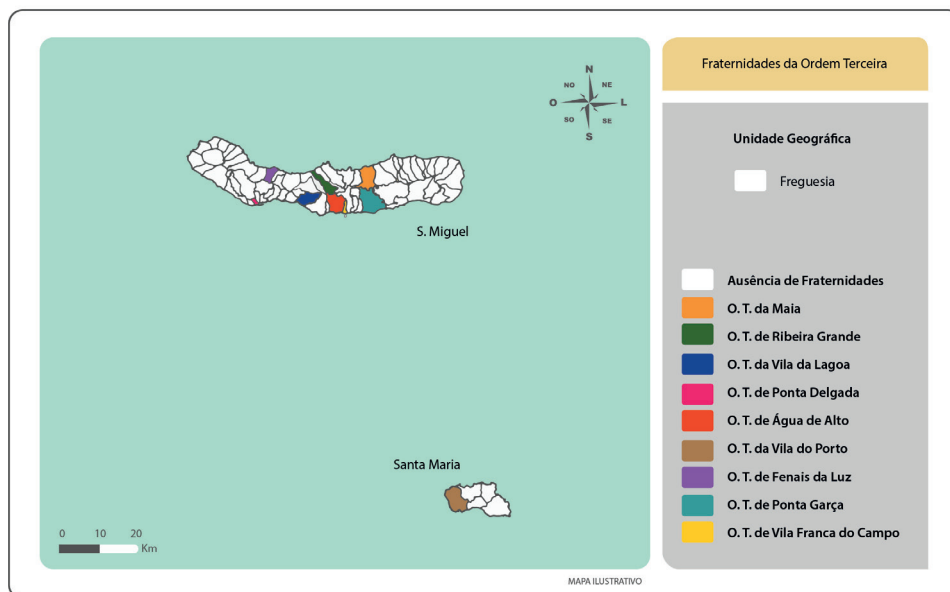 Fraternidades da Ordem Terceira
N
NO
NE
O
L
SO
SE
S
Unidade Geográfica
Freguesia
S. Miguel
Ausência de Fraternidades
O. T. da Maia
O. T. de Ribeira Grande
O. T. da Vila da Lagoa
O. T. de Ponta Delgada
O. T. de Água de Alto
O. T. da Vila do Porto
O. T. de Fenais da Luz
O. T. de Ponta Garça
O. T. de Vila Franca do Campo
Santa Maria
0 10 20
Km
MAPA ILUSTRATIVO